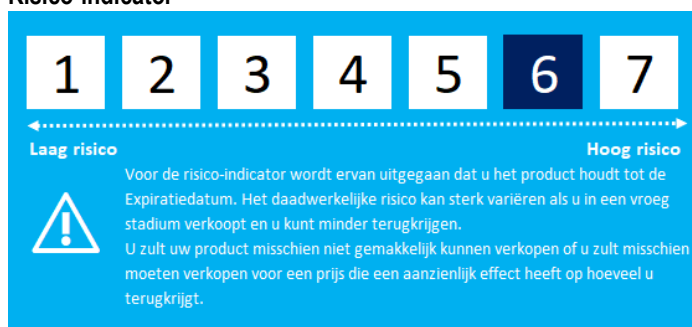 Risico-indicator
1 2 3 4 5 6 7
Laag risico Hoog risico
Voor de risico-indicator wordt ervan uitgegaan dat u het product houdt tot de
Expiratiedatum. Het daadwerkelijke risico kan sterk variëren als u in een vroeg
stadium verkoopt en u kunt minder terugkrijgen.
U zult uw product misschien niet gemakkelijk kunnen verkopen of u zult misschien
moeten verkopen voor een prijs die een aanzienlijk effect heeft op hoeveel u
terugkrijgt.